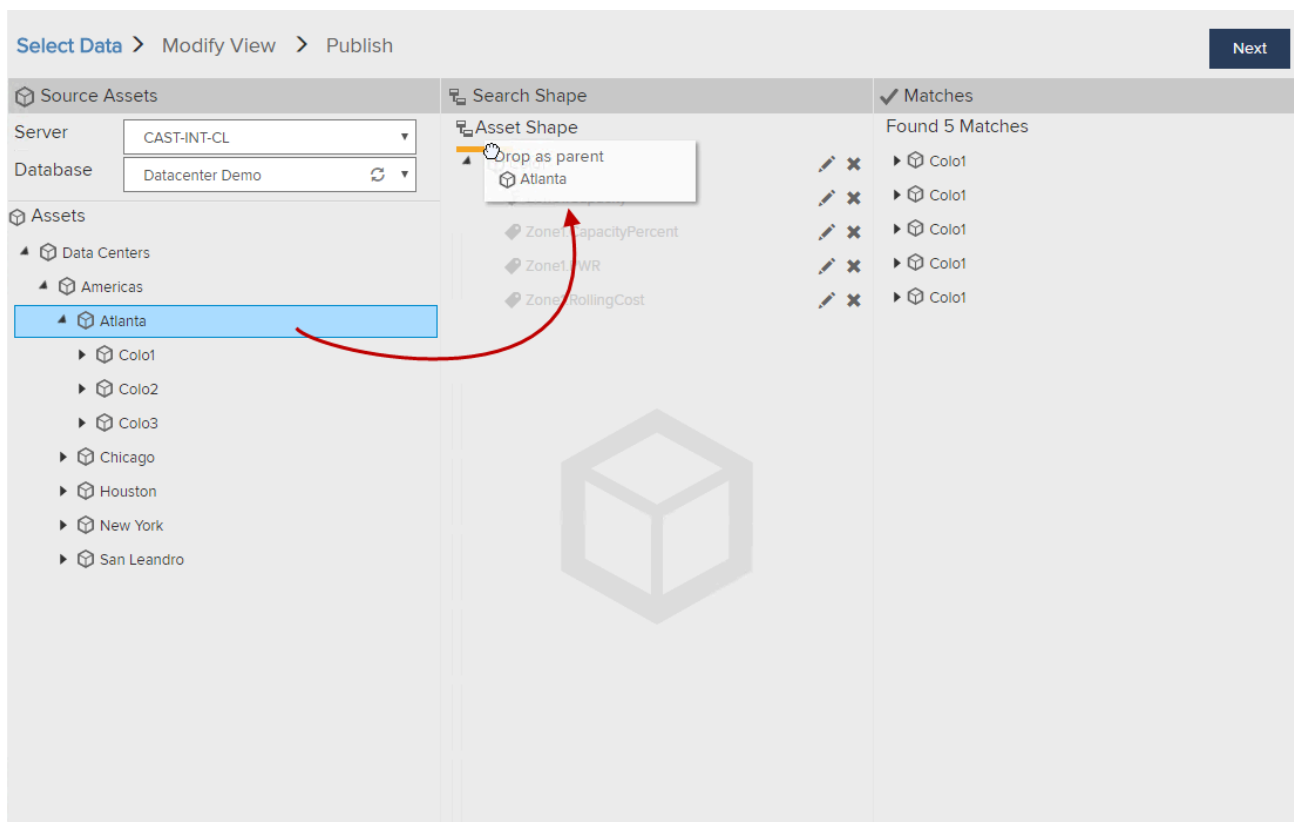 Select Data > Modify View > Publish
Next
Source Assets
Server
CAST-INT-CL
Database
Datacenter Demo
Assets
Data Centers
Americas
Atlanta
Colo1
Colo2
Colo3
Chicago
Houston
New York
San Leandro
Search Shape
Asset Shape
Drop as parent
Atlanta
Zone1.CapacityPercent
Zone1.PWR
RollingCost
Matches
Found 5 Matches
Colo1
Colo1
Colo1
Colo1
Colo1